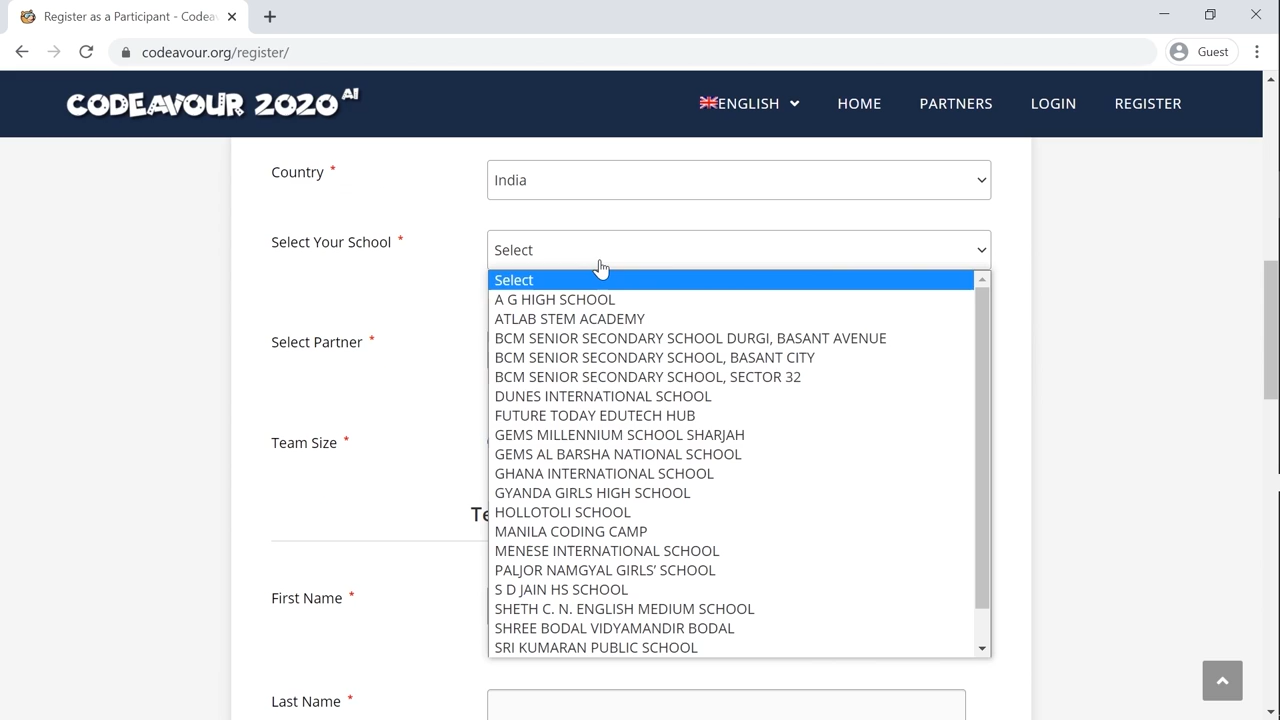 Register as a Participant - Codea
codeavour.org/register/
Guest
CODEAVOUR 2020 AI
ENGLISH
HOME
PARTNERS
LOGIN
REGISTER
Country *
India
Select Your School *
Select
Select
A G HIGH SCHOOL
ATLAB STEM ACADEMY
BCM SENIOR SECONDARY SCHOOL DURGI, BASANT AVENUE
BCM SENIOR SECONDARY SCHOOL, BASANT CITY
BCM SENIOR SECONDARY SCHOOL, SECTOR 32
DUNES INTERNATIONAL SCHOOL
FUTURE TODAY EDUTECH HUB
GEMS MILLENNIUM SCHOOL SHARJAH
GEMS AL BARSHA NATIONAL SCHOOL
GHANA INTERNATIONAL SCHOOL
GYANDA GIRLS HIGH SCHOOL
HOLLOTOLI SCHOOL
MANILA CODING CAMP
MENESE INTERNATIONAL SCHOOL
PALJOR NAMGYAL GIRLS’ SCHOOL
S D JAIN HS SCHOOL
SHETH C. N. ENGLISH MEDIUM SCHOOL
SHREE BODAL VIDYAMANDIR BODAL
SRI KUMARAN PUBLIC SCHOOL
Select Partner *
Team Size *
Te
First Name *
Last Name *